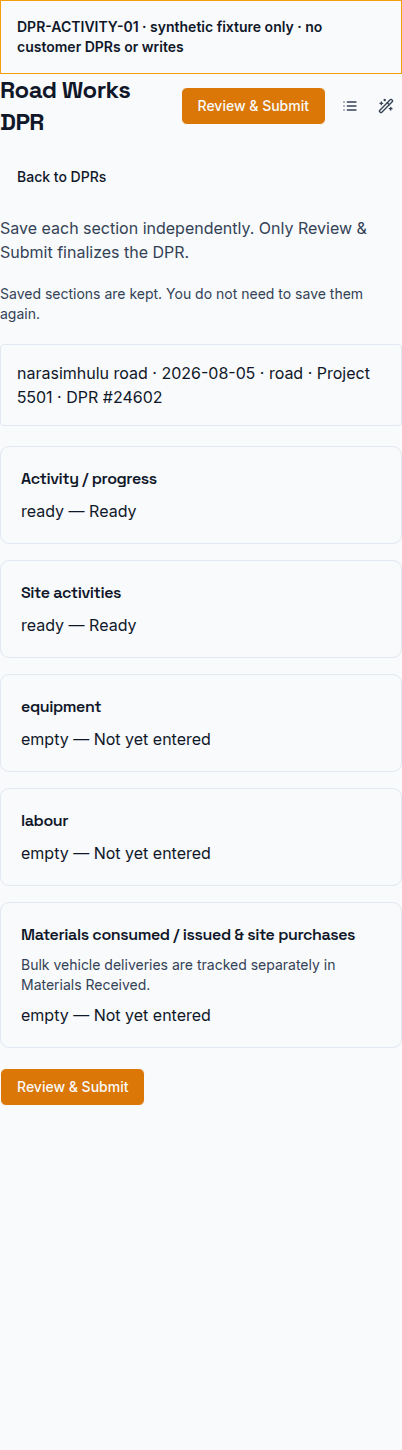 DPR-ACTIVITY-01 · synthetic fixture only · no
customer DPRs or writes
Road Works
DPR
Review & Submit
Back to DPRs
Save each section independently. Only Review &
Submit finalizes the DPR.
Saved sections are kept. You do not need to save them
again.
narasimhulu road · 2026-08-05 · road · Project
5501 · DPR #24602
Activity / progress
ready — Ready
Site activities
ready — Ready
equipment
empty — Not yet entered
labour
empty — Not yet entered
Materials consumed / issued & site purchases
Bulk vehicle deliveries are tracked separately in
Materials Received.
empty — Not yet entered
Review & Submit